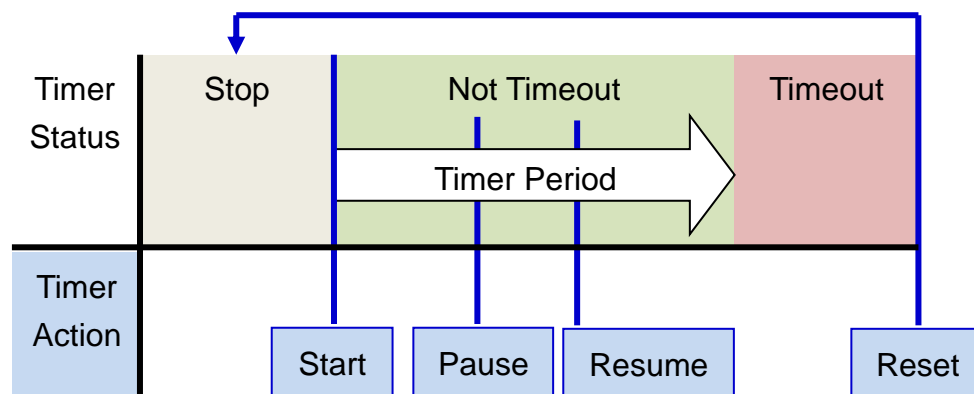 Timer
Status
Stop
Not Timeout
Timeout
Timer Period
Timer
Action
Start
Pause
Resume
Reset